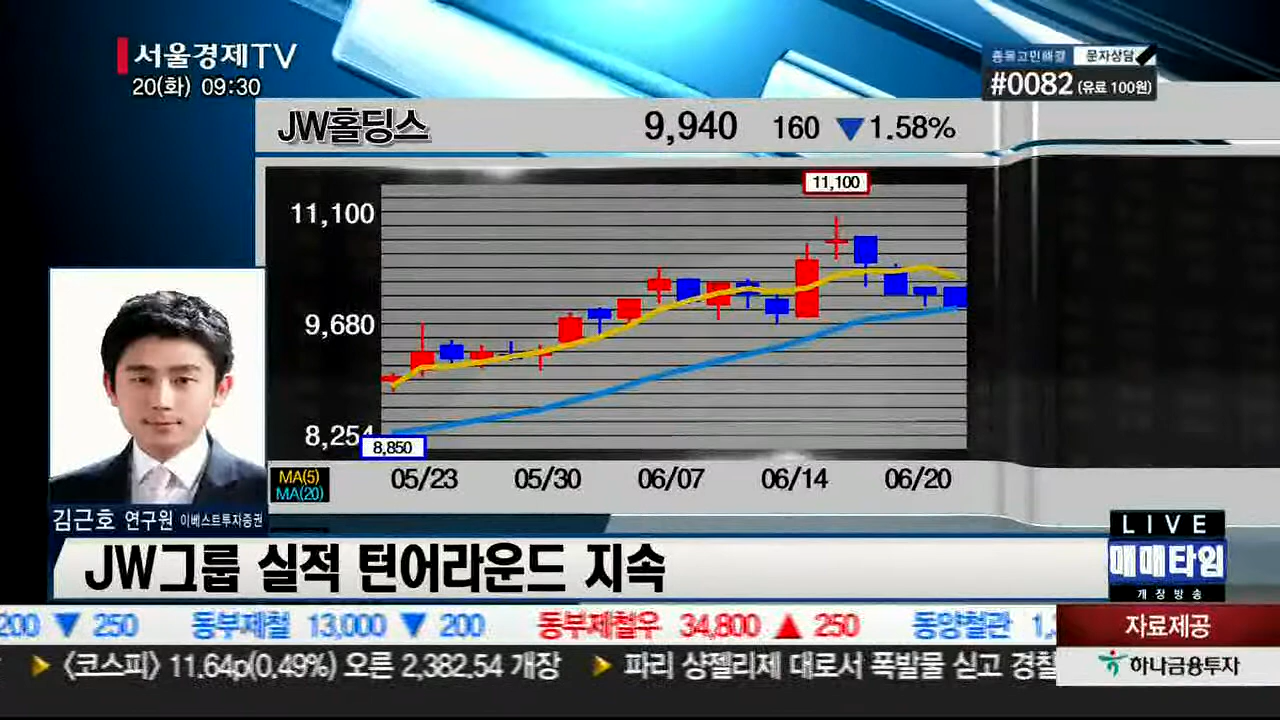 서울경제TV
20(화) 09:30
종목고민해결 문자상담
#0082 (유료 100원)
JW홀딩스 9,940 160 ▼1.58%
11,100
11,100
9,680
8,254
8,850
MA(5)
MA(20)
05/23 05/30 06/07 06/14 06/20
김근호 연구원 이베스트투자증권
JW그룹 실적 턴어라운드 지속
LIVE
매매타임
개장방송
200 ▼ 250 동부제철 13,000 ▼ 200 동부제철우 34,800 ▲ 250 동양철관 1,
자료제공
▶〈코스피〉11.64p(0.49%) 오른 2,382.54 개장 ▶ 파리 샹젤리제 대로서 폭발물 싣고 경찰
하나금융투자